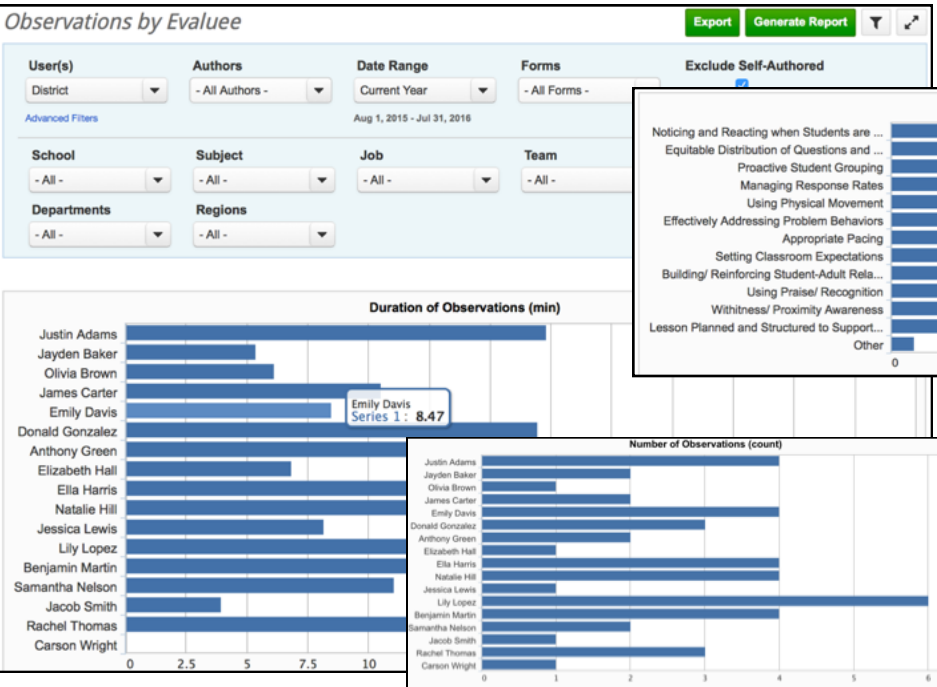 Observations by Evaluee
Export
Generate Report
User(s)
Authors
Date Range
Forms
Exclude Self-Authored
District
- All Authors -
Current Year
- All Forms -
Advanced Filters
Aug 1, 2015 - Jul 31, 2016
School
Subject
Job
Team
- All -
- All -
- All -
- All -
Departments
Regions
- All -
- All -
Noticing and Reacting when Students are ...
Equitable Distribution of Questions and ...
Proactive Student Grouping
Managing Response Rates
Using Physical Movement
Effectively Addressing Problem Behaviors
Appropriate Pacing
Setting Classroom Expectations
Building/ Reinforcing Student-Adult Rela...
Using Praise/ Recognition
Withitness/ Proximity Awareness
Lesson Planned and Structured to Support...
Other
0
Duration of Observations (min)
Justin Adams
Jayden Baker
Olivia Brown
James Carter
Emily Davis
Donald Gonzalez
Anthony Green
Elizabeth Hall
Ella Harris
Natalie Hill
Jessica Lewis
Lily Lopez
Benjamin Martin
Samantha Nelson
Jacob Smith
Rachel Thomas
Carson Wright
0 2.5 5 7.5 10
Emily Davis
Series 1 : 8.47
Number of Observations (count)
Justin Adams
Jayden Baker
Olivia Brown
James Carter
Emily Davis
Donald Gonzalez
Anthony Green
Elizabeth Hall
Ella Harris
Natalie Hill
Jessica Lewis
Lily Lopez
Benjamin Martin
Samantha Nelson
Jacob Smith
Rachel Thomas
Carson Wright
0 1 2 3 4 5 6